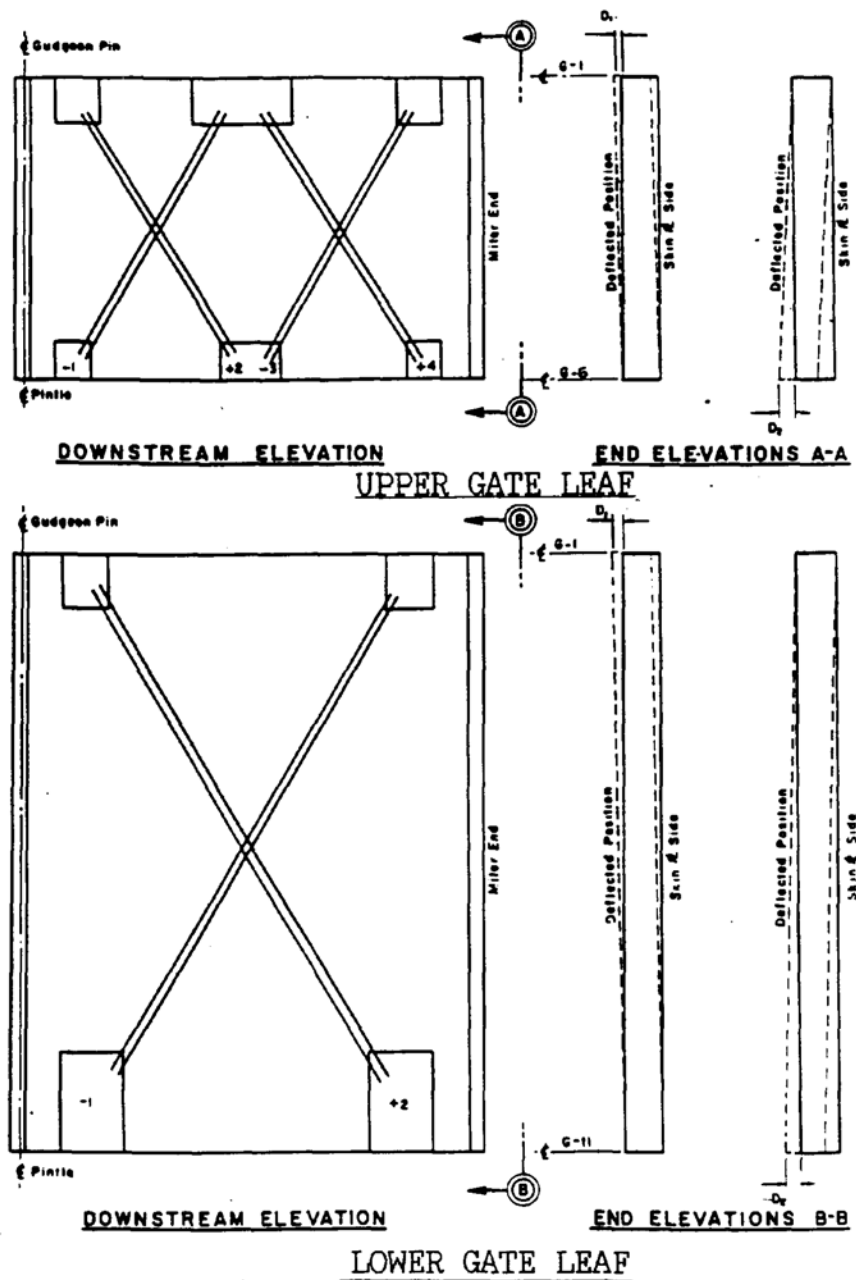 D₁
A
℄ Gudgeon Pin
℄ G-1
Deflected Position
Skin ℄ Side
Deflected Position
Skin ℄ Side
Miter End
-1
+2
-3
+4
℄ G-6
℄ Pintle
A
D₂
DOWNSTREAM ELEVATION
END ELEVATIONS A-A
UPPER GATE LEAF
℄ Gudgeon Pin
B
D₁
℄ G-1
Deflected Position
Skin ℄ Side
Deflected Position
Skin ℄ Side
Miter End
-1
+2
℄ G-11
℄ Pintle
B
D₂
DOWNSTREAM ELEVATION
END ELEVATIONS B-B
LOWER GATE LEAF